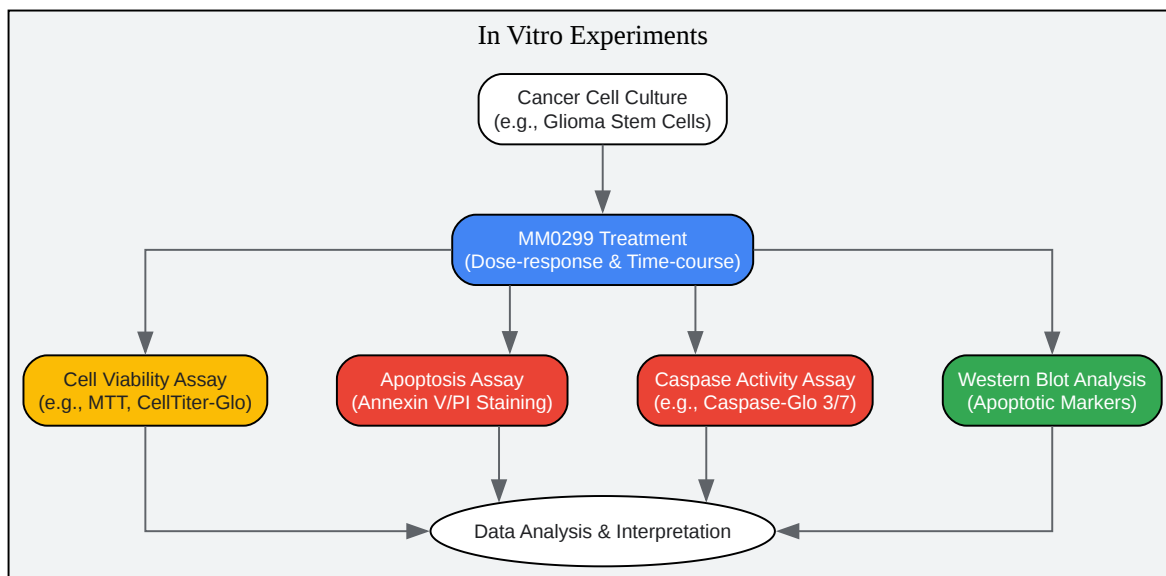 In Vitro Experiments
Cancer Cell Culture
(e.g., Glioma Stem Cells)
MM0299 Treatment
(Dose-response & Time-course)
Cell Viability Assay
(e.g., MTT, CellTiter-Glo)
Apoptosis Assay
(Annexin V/PI Staining)
Caspase Activity Assay
(e.g., Caspase-Glo 3/7)
Western Blot Analysis
(Apoptotic Markers)
Data Analysis & Interpretation